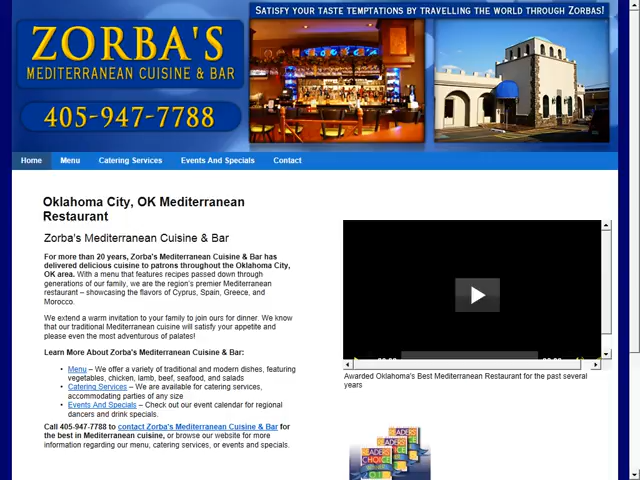 SATISFY YOUR TASTE TEMPTATIONS BY TRAVELLING THE WORLD THROUGH ZORBAS!
ZORBA'S
MEDITERRANEAN CUISINE & BAR
405-947-7788
Home Menu Catering Services Events And Specials Contact
Oklahoma City, OK Mediterranean
Restaurant
Zorba's Mediterranean Cuisine & Bar
For more than 20 years, Zorba's Mediterranean Cuisine & Bar has
delivered delicious cuisine to patrons throughout the Oklahoma City,
OK area. With a menu that features recipes passed down through
generations of our family, we are the region's premier Mediterranean
restaurant – showcasing the flavors of Cyprus, Spain, Greece, and
Morocco.
We extend a warm invitation to your family to join ours for dinner. We know
that our traditional Mediterranean cuisine will satisfy your appetite and
please even the most adventurous of palates!
Learn More About Zorba's Mediterranean Cuisine & Bar:
• Menu – We offer a variety of traditional and modern dishes, featuring
vegetables, chicken, lamb, beef, seafood, and salads
• Catering Services – We are available for catering services,
accommodating parties of any size
• Events And Specials – Check out our event calendar for regional
dancers and drink specials.
Call 405-947-7788 to contact Zorba's Mediterranean Cuisine & Bar for
the best in Mediterranean cuisine, or browse our website for more
information regarding our menu, catering services, or events and specials.
Awarded Oklahoma's Best Mediterranean Restaurant for the past several
years
READERS
CHOICE